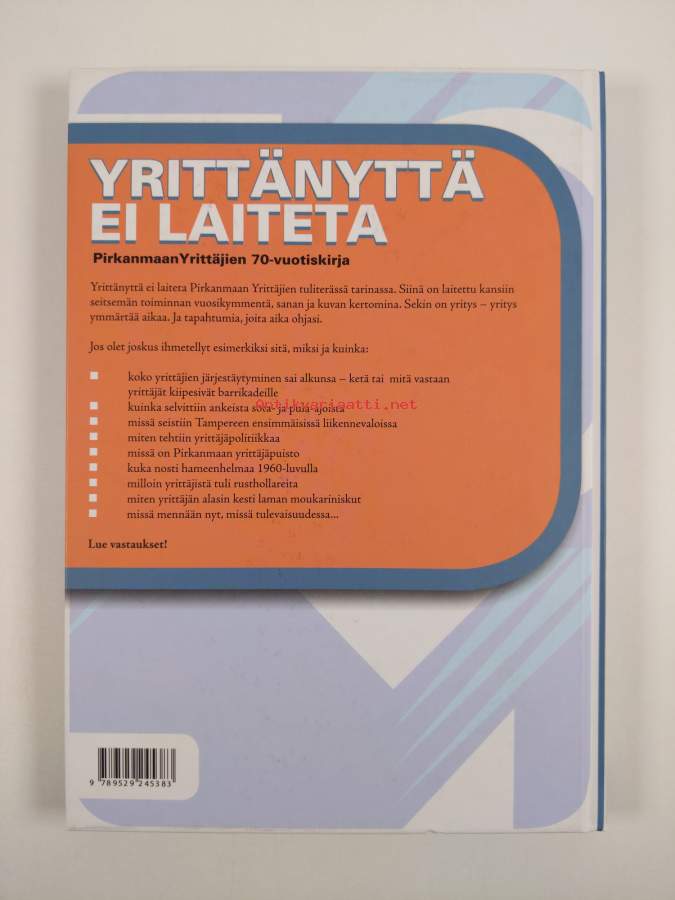 YRITTÄNYTTÄ
EI LAITETA
PirkanmaanYrittäjien 70-vuotiskirja
Yrittänyttä ei laiteta Pirkanmaan Yrittäjien tuliterässä tarinassa. Siinä on laitettu kansiin
seitsemän toiminnan vuosikymmentä, sanan ja kuvan kertomina. Sekin on yritys – yritys
ymmärtää aikaa. Ja tapahtumia, joita aika ohjasi.
Jos olet joskus ihmetellyt esimerkiksi sitä, miksi ja kuinka:
koko yrittäjien järjestäytyminen sai alkunsa – ketä tai mitä vastaan
yrittäjät kiipesivät barrikadeille
kuinka selvittiin ankeista sota- ja pula-ajoista
Antikvariaatti.net
missä seistiin Tampereen ensimmäisissä liikennevaloissa
miten tehtiin yrittäjäpolitiikkaa
missä on Pirkanmaan yrittäjäpuisto
kuka nosti hameenhelmaa 1960-luvulla
milloin yrittäjistä tuli rusthollareita
miten yrittäjän alasin kesti laman moukariniskut
missä mennään nyt, missä tulevaisuudessa...
Lue vastaukset!
9 789529 245383